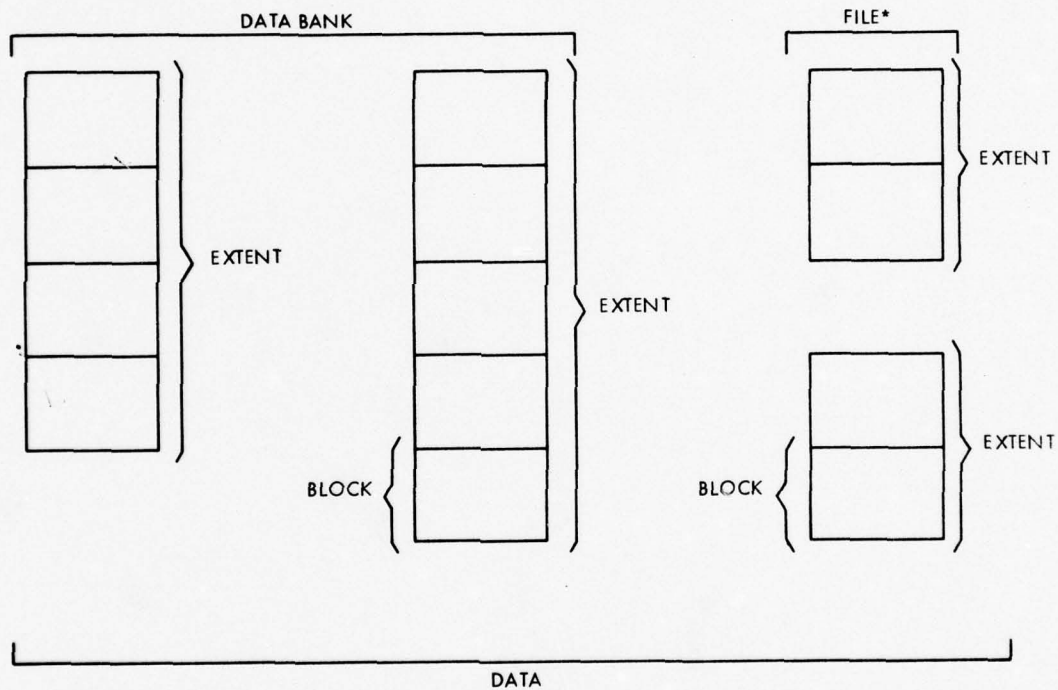 DATA BANK
FILE*
EXTENT
EXTENT
EXTENT
BLOCK
BLOCK
EXTENT
DATA